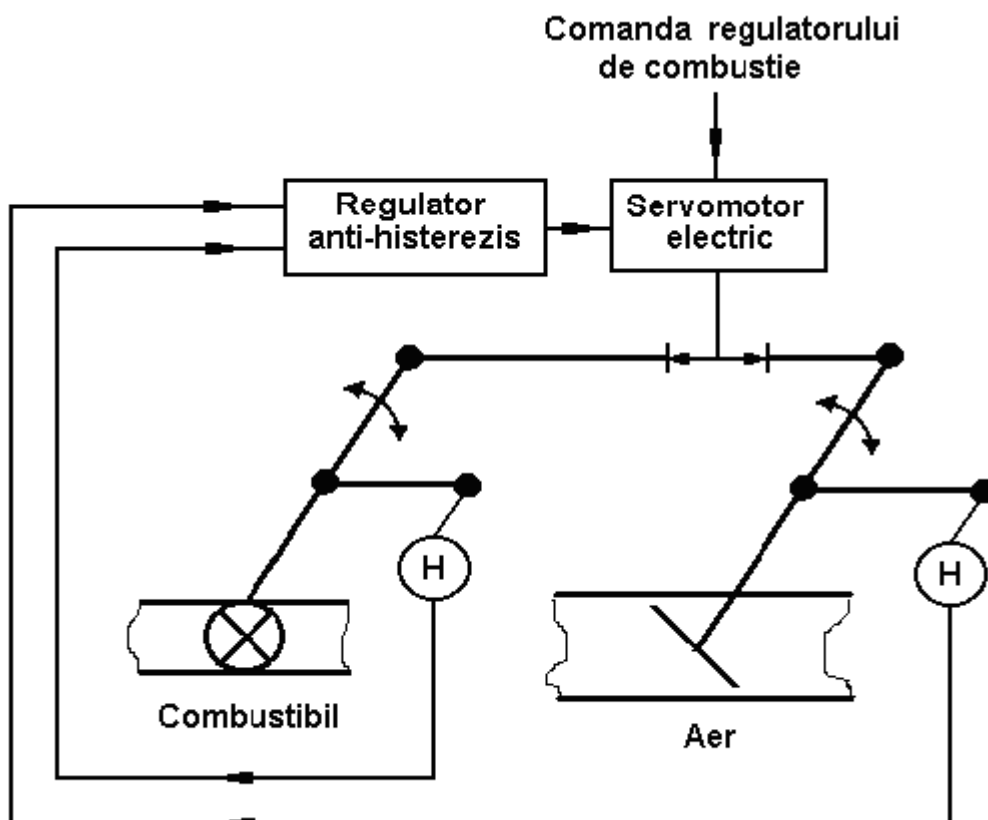 Comanda regulatorului
de combustie
Regulator
anti-histerezis
Servomotor
electric
H
H
Combustibil
Aer